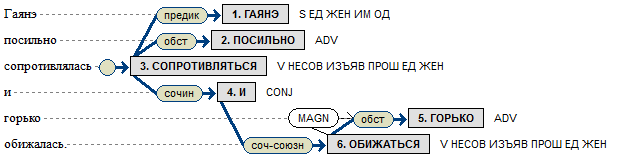 Гаянэ предик 1. ГАЯНЭ S ЕД ЖЕН ИМ ОД
посильно обст 2. ПОСИЛЬНО ADV
сопротивлялась 3. СОПРОТИВЛЯТЬСЯ V НЕСОВ ИЗЪЯВ ПРОШ ЕД ЖЕН
и сочин 4. И CONJ
горько MAGN обст 5. ГОРЬКО ADV
обижалась. соч-союзн 6. ОБИЖАТЬСЯ V НЕСОВ ИЗЪЯВ ПРОШ ЕД ЖЕН